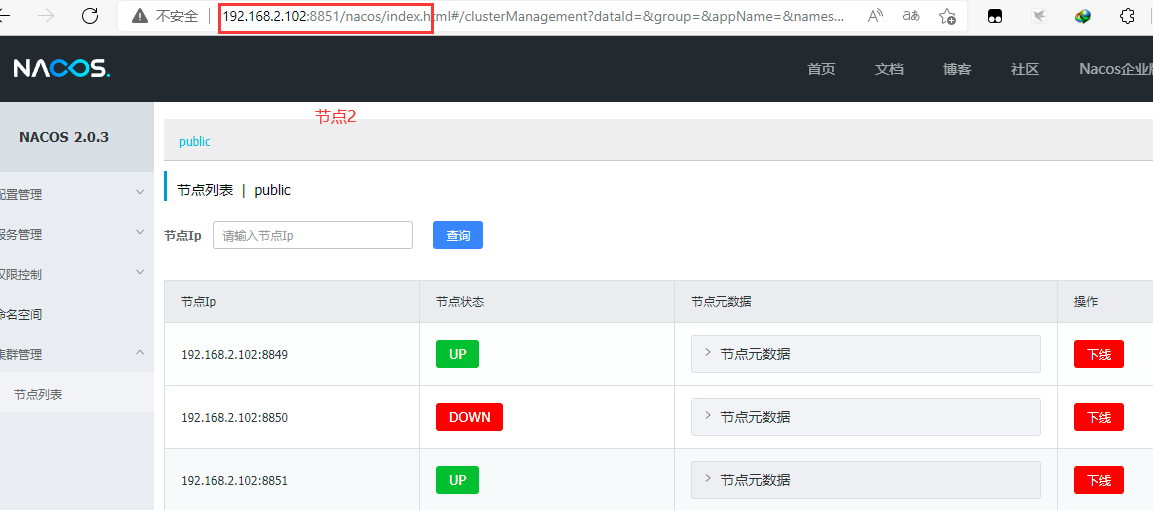 不安全
192.168.2.102:8851/nacos/index.html#/clusterManagement?dataId=&group=&appName=&names...
NACOS.
首页 文档 博客 社区 Nacos企业版
节点2
NACOS 2.0.3
public
配置管理
服务管理
权限控制
命名空间
集群管理
节点列表
节点列表 | public
节点Ip 请输入节点Ip 查询
节点Ip 节点状态 节点元数据 操作
192.168.2.102:8849 UP 节点元数据 下线
192.168.2.102:8850 DOWN 节点元数据 下线
192.168.2.102:8851 UP 节点元数据 下线